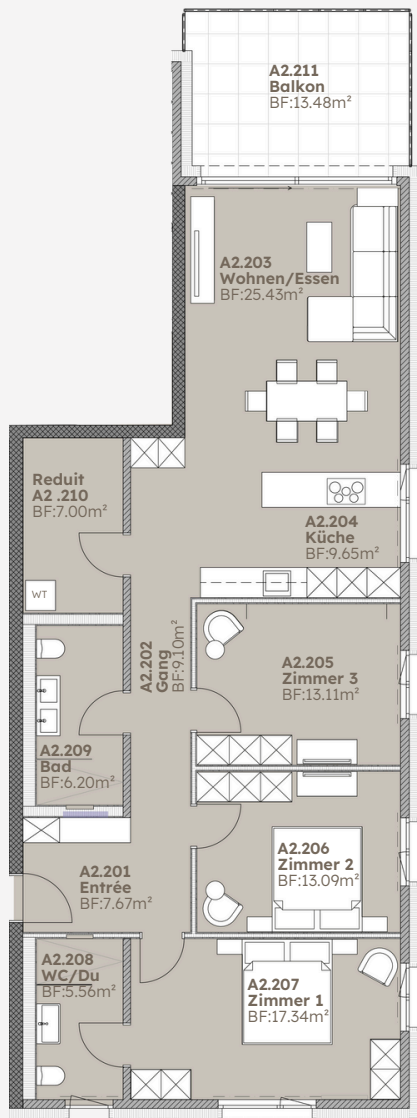 A2.211
Balkon
BF:13.48m²
A2.203
Wohnen/Essen
BF:25.43m²
Reduit
A2 .210
BF:7.00m²
WT
A2.204
Küche
BF:9.65m²
A2.202
Gang
BF:9.10m²
A2.205
Zimmer 3
BF:13.11m²
A2.209
Bad
BF:6.20m²
A2.206
Zimmer 2
BF:13.09m²
A2.201
Entrée
BF:7.67m²
A2.208
WC/Du
BF:5.56m²
A2.207
Zimmer 1
BF:17.34m²